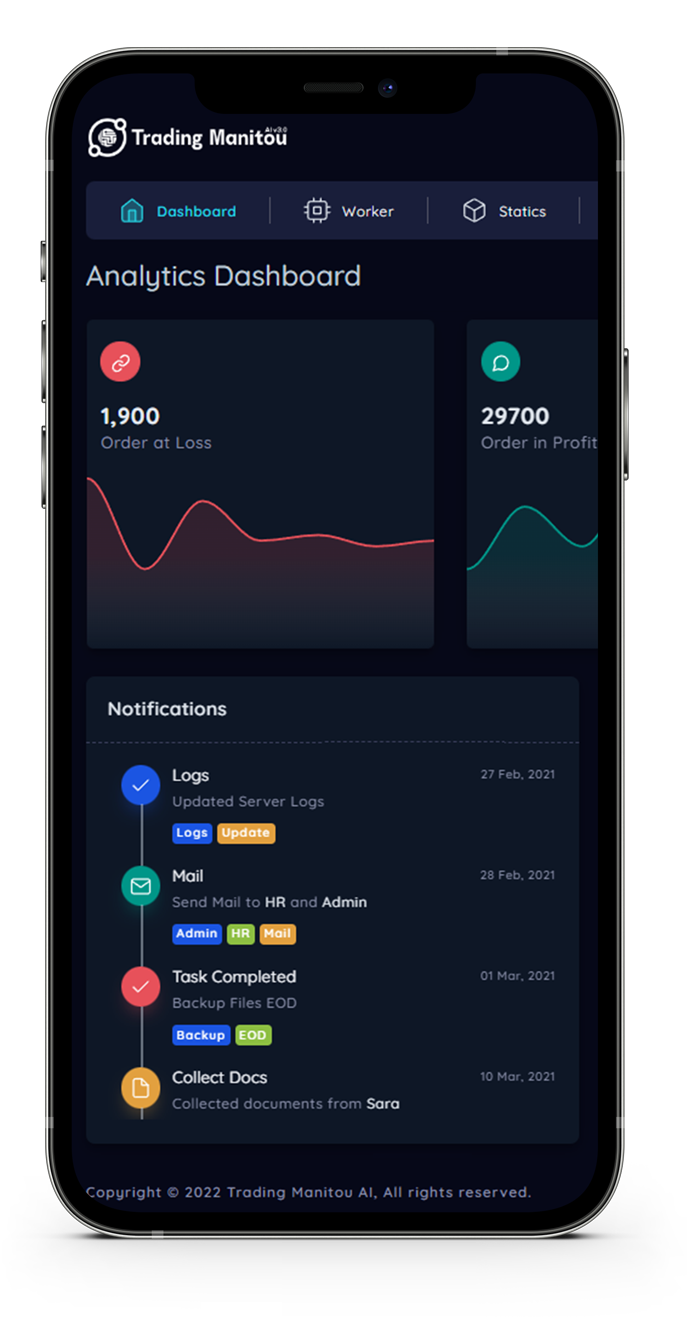 Trading Manitou
AI v3.0
Dashboard
Worker
Statics
Analytics Dashboard
1,900
Order at Loss
29700
Order in Profit
Notifications
Logs
27 Feb, 2021
Updated Server Logs
Logs Update
Mail
28 Feb, 2021
Send Mail to HR and Admin
Admin HR Mail
Task Completed
01 Mar, 2021
Backup Files EOD
Backup EOD
Collect Docs
10 Mar, 2021
Collected documents from Sara
Copyright © 2022 Trading Manitou AI, All rights reserved.